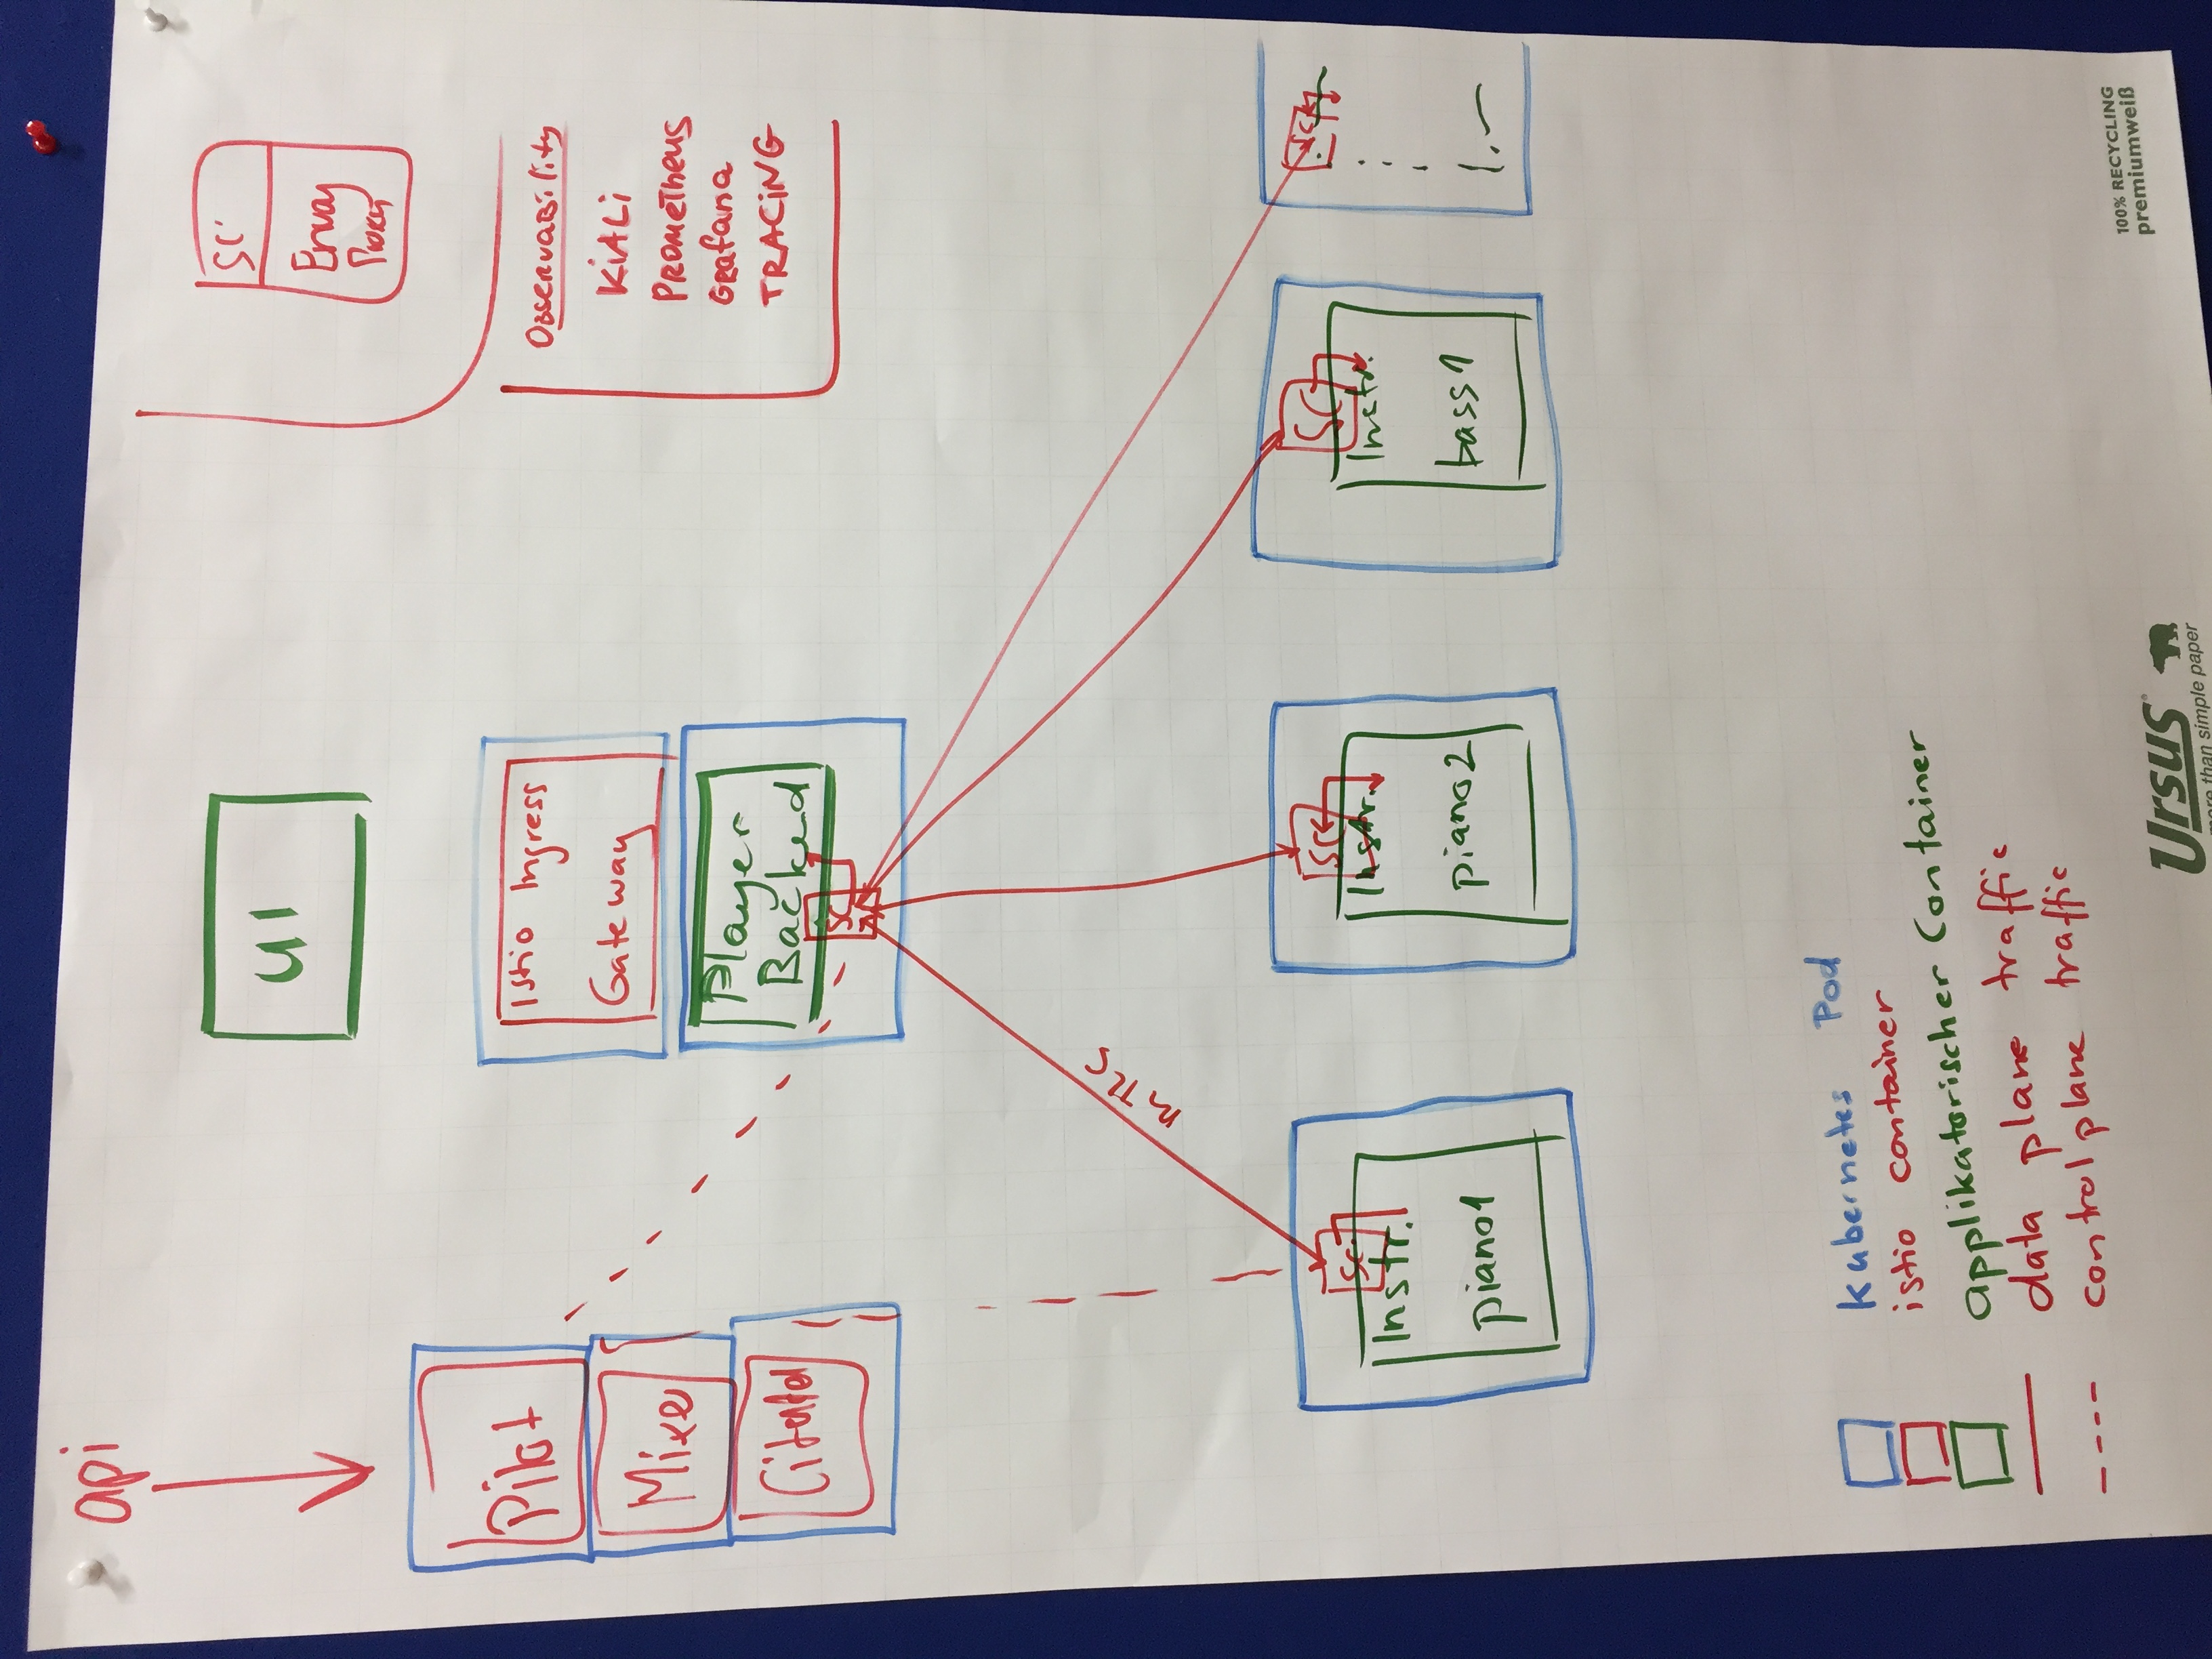 api
UI
SC
Envoy
Proxy
Pilot
Mixer
Citadel
Istio Ingress
Gateway
Player
Backed
SC
Observability
KiALi
PROMETHEUS
GRafana
TRACiNG
mTLS
SC
Instr.
piano1
SC
Instr.
piano2
SC
Instr.
bass1
SC
Kubernetes Pod
istio container
applikatorischer Container
data plane traffic
control plane traffic
100% RECYCLING
premiumweiß
Ursus
more than simple paper